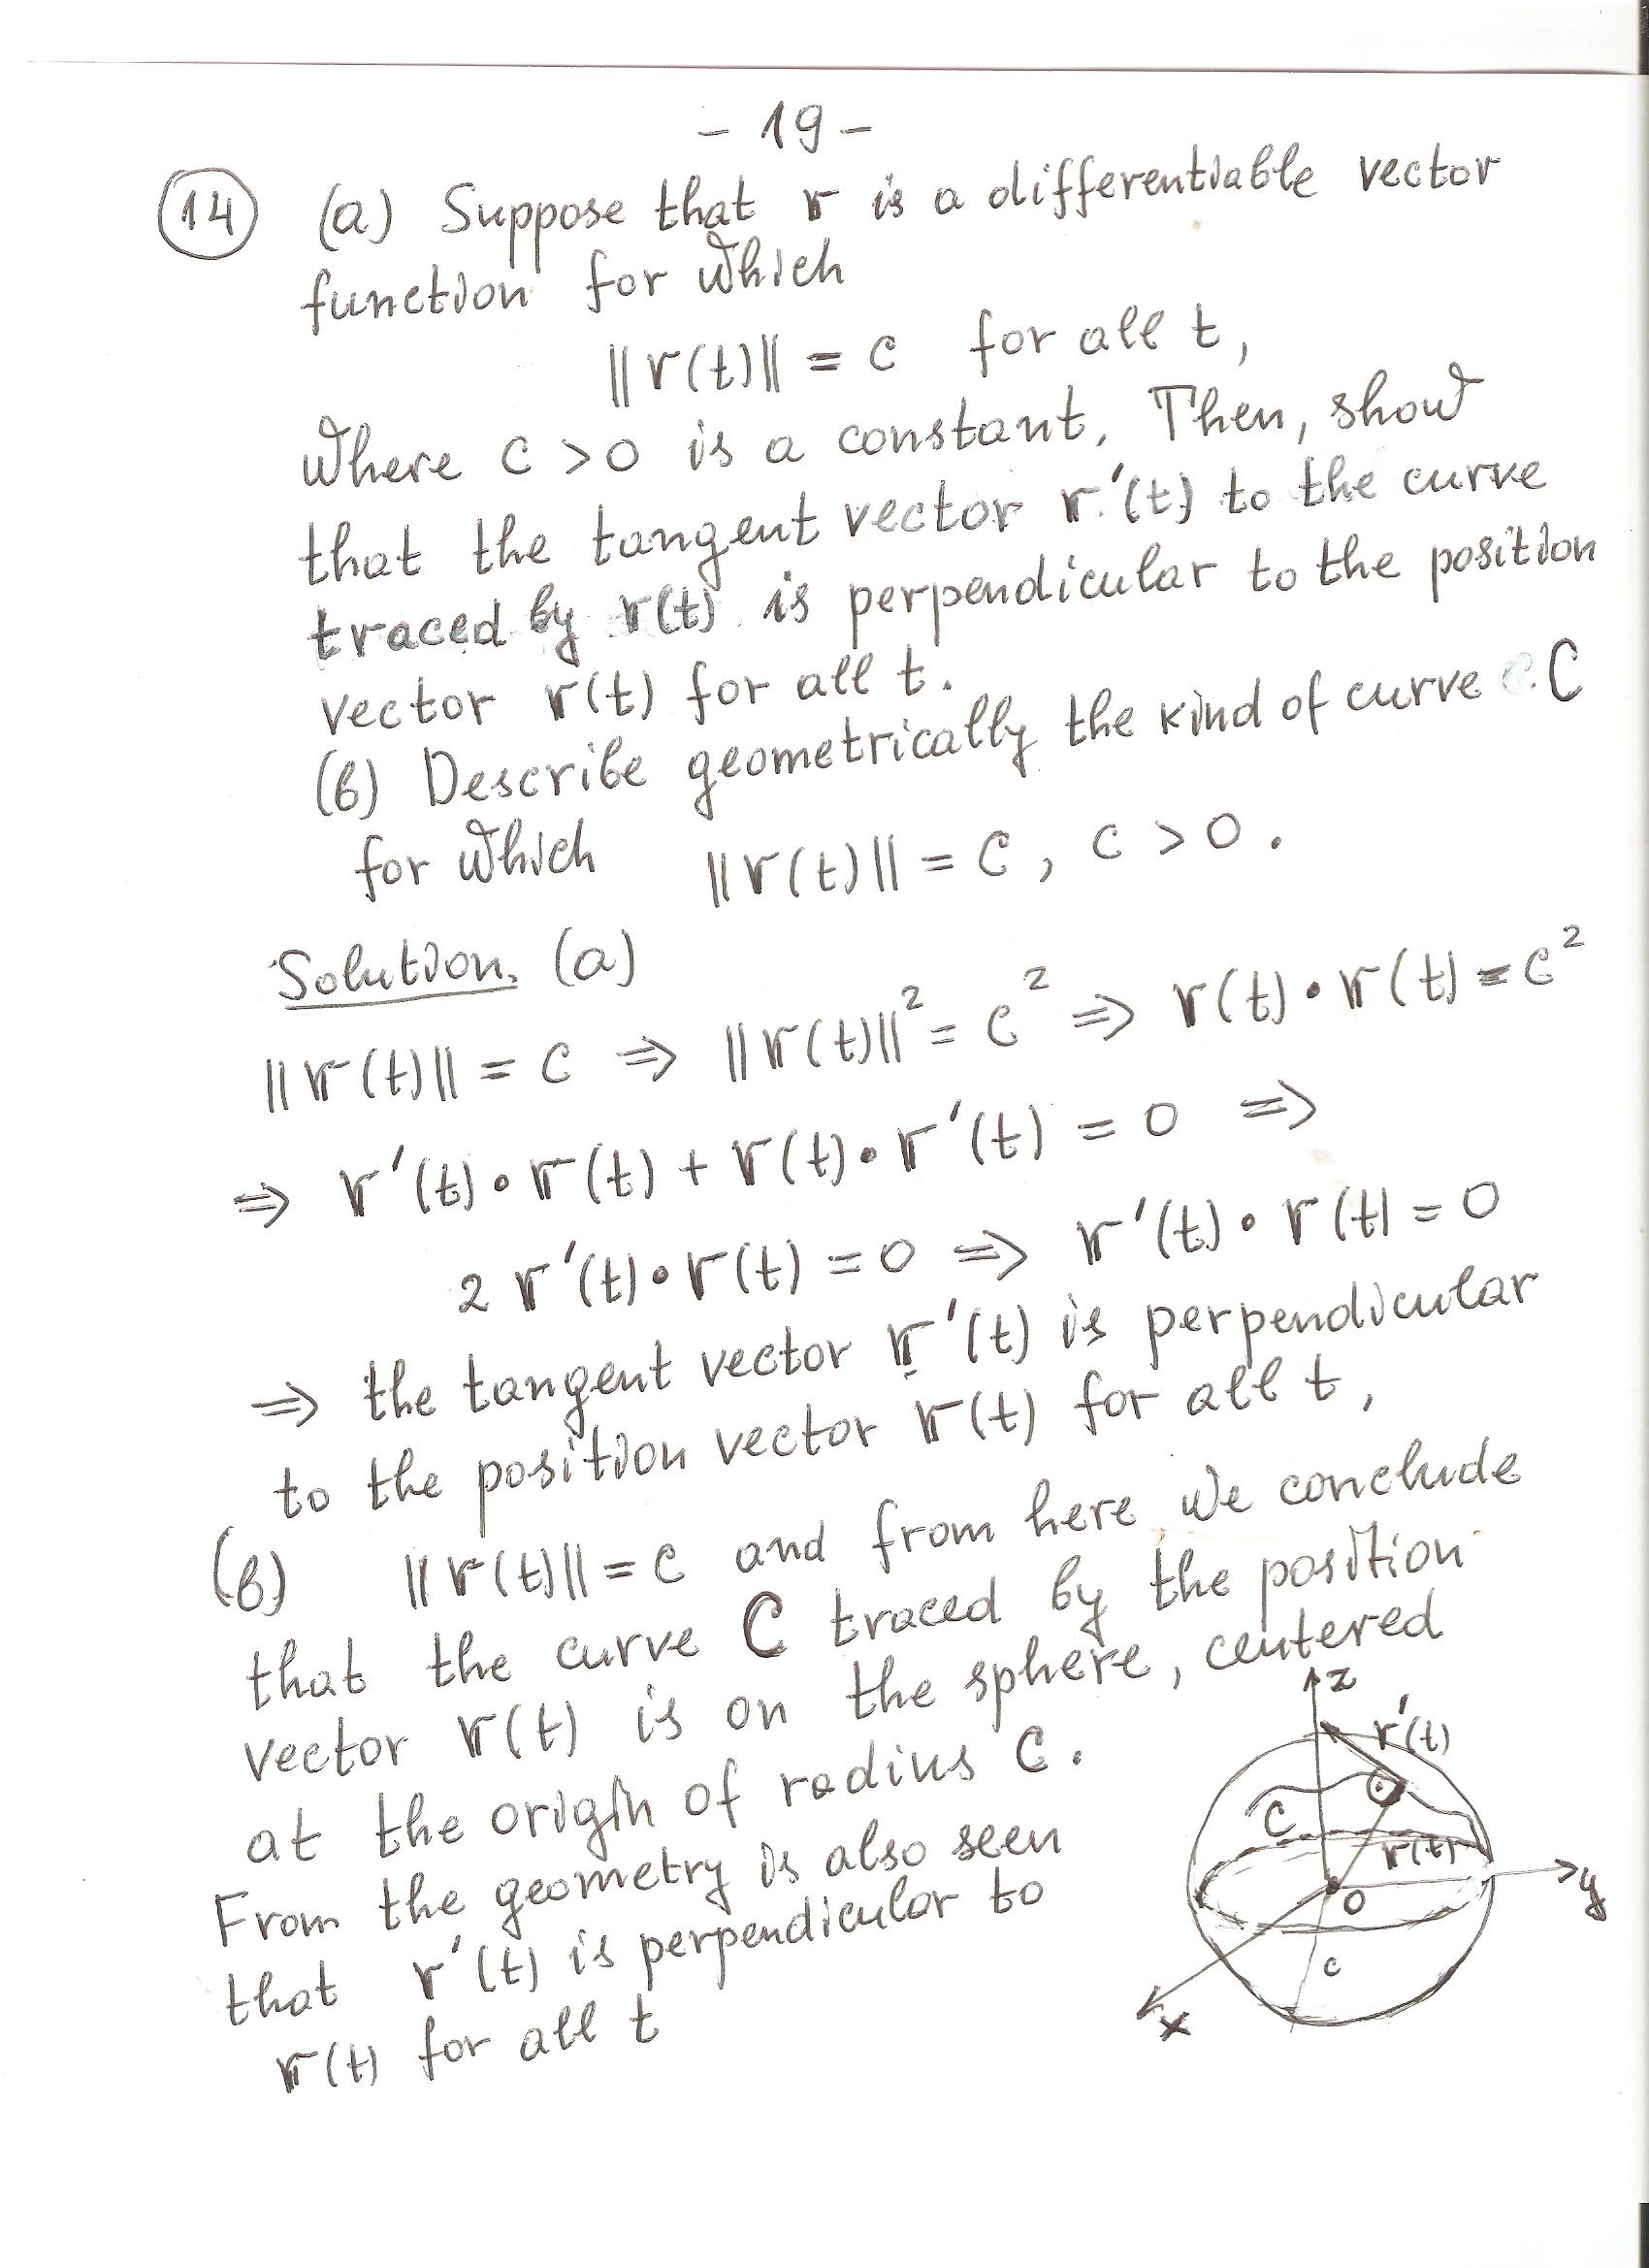 - 19 -
14 (a) Suppose that r is a differentiable vector
function for which
||r(t)|| = c for all t,
where c > 0 is a constant. Then, show
that the tangent vector r'(t) to the curve
traced by r(t) is perpendicular to the position
vector r(t) for all t.
(b) Describe geometrically the kind of curve C
for which ||r(t)|| = c, c > 0.
Solution. (a)
||r(t)|| = c ⇒ ||r(t)||² = c² ⇒ r(t) • r(t) = c²
⇒ r'(t) • r(t) + r(t) • r'(t) = 0 ⇒
2 r'(t) • r(t) = 0 ⇒ r'(t) • r(t) = 0
⇒ the tangent vector r'(t) is perpendicular
to the position vector r(t) for all t,
(b) ||r(t)|| = c and from here we conclude
that the curve C traced by the position
vector r(t) is on the sphere, centered
at the origin of radius c.
From the geometry is also seen
that r'(t) is perpendicular to
r(t) for all t
z
r'(t)
C
r(t)
y
O
c
x